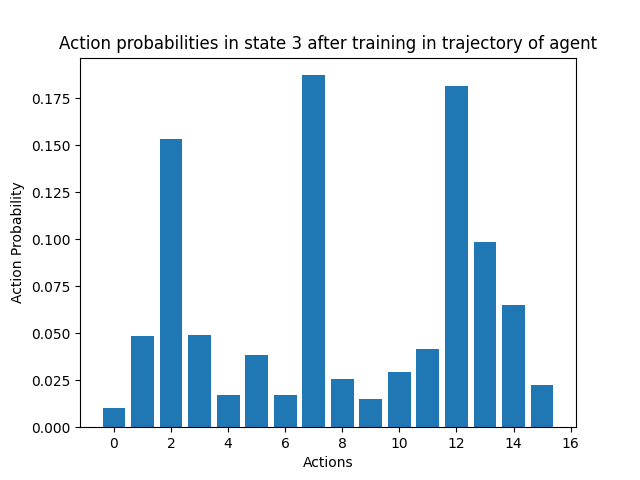 Action probabilities in state 3 after training in trajectory of agent
0.175
0.150
0.125
0.100
0.075
0.050
0.025
0.000
Action Probability
0 2 4 6 8 10 12 14 16
Actions